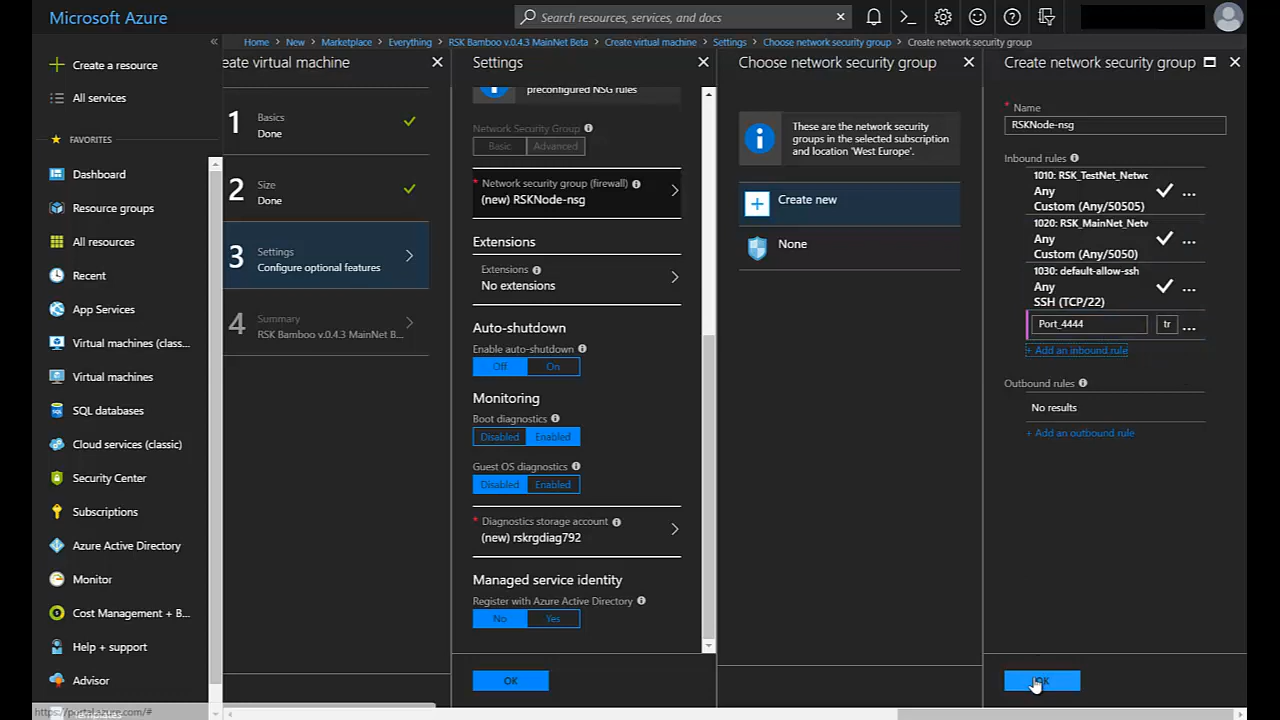 Microsoft Azure
Search resources, services, and docs
Home
New
Marketplace
Everything
RSK Bamboo v.0.4.3 MainNet Beta
Create virtual machine
Settings
Choose network security group
Create network security group
Create a resource
All services
FAVORITES
Dashboard
Resource groups
All resources
Recent
App Services
Virtual machines (class...
Virtual machines
SQL databases
Cloud services (classic)
Security Center
Subscriptions
Azure Active Directory
Monitor
Cost Management + B...
Help + support
Advisor
https://portal.azure.com/#
eate virtual machine
1
Basics
Done
2
Size
Done
3
Settings
Configure optional features
4
Summary
RSK Bamboo v.0.4.3 MainNet B...
Settings
preconfigured NSG rules
Network Security Group
Basic
Advanced
* Network security group (firewall)
(new) RSKNode-nsg
Extensions
Extensions
No extensions
Auto-shutdown
Enable auto-shutdown
Off
On
Monitoring
Boot diagnostics
Disabled
Enabled
Guest OS diagnostics
Disabled
Enabled
* Diagnostics storage account
(new) rskrgdiag792
Managed service identity
Register with Azure Active Directory
No
Yes
OK
Choose network security group
These are the network security
groups in the selected subscription
and location 'West Europe'.
Create new
None
Create network security group
* Name
RSKNode-nsg
Inbound rules
1010: RSK_TestNet_Netwo
Any
Custom (Any/50505)
1020: RSK_MainNet_Netv
Any
Custom (Any/5050)
1030: default-allow-ssh
Any
SSH (TCP/22)
Port_4444
tr
+ Add an inbound rule
Outbound rules
No results
+ Add an outbound rule
OK